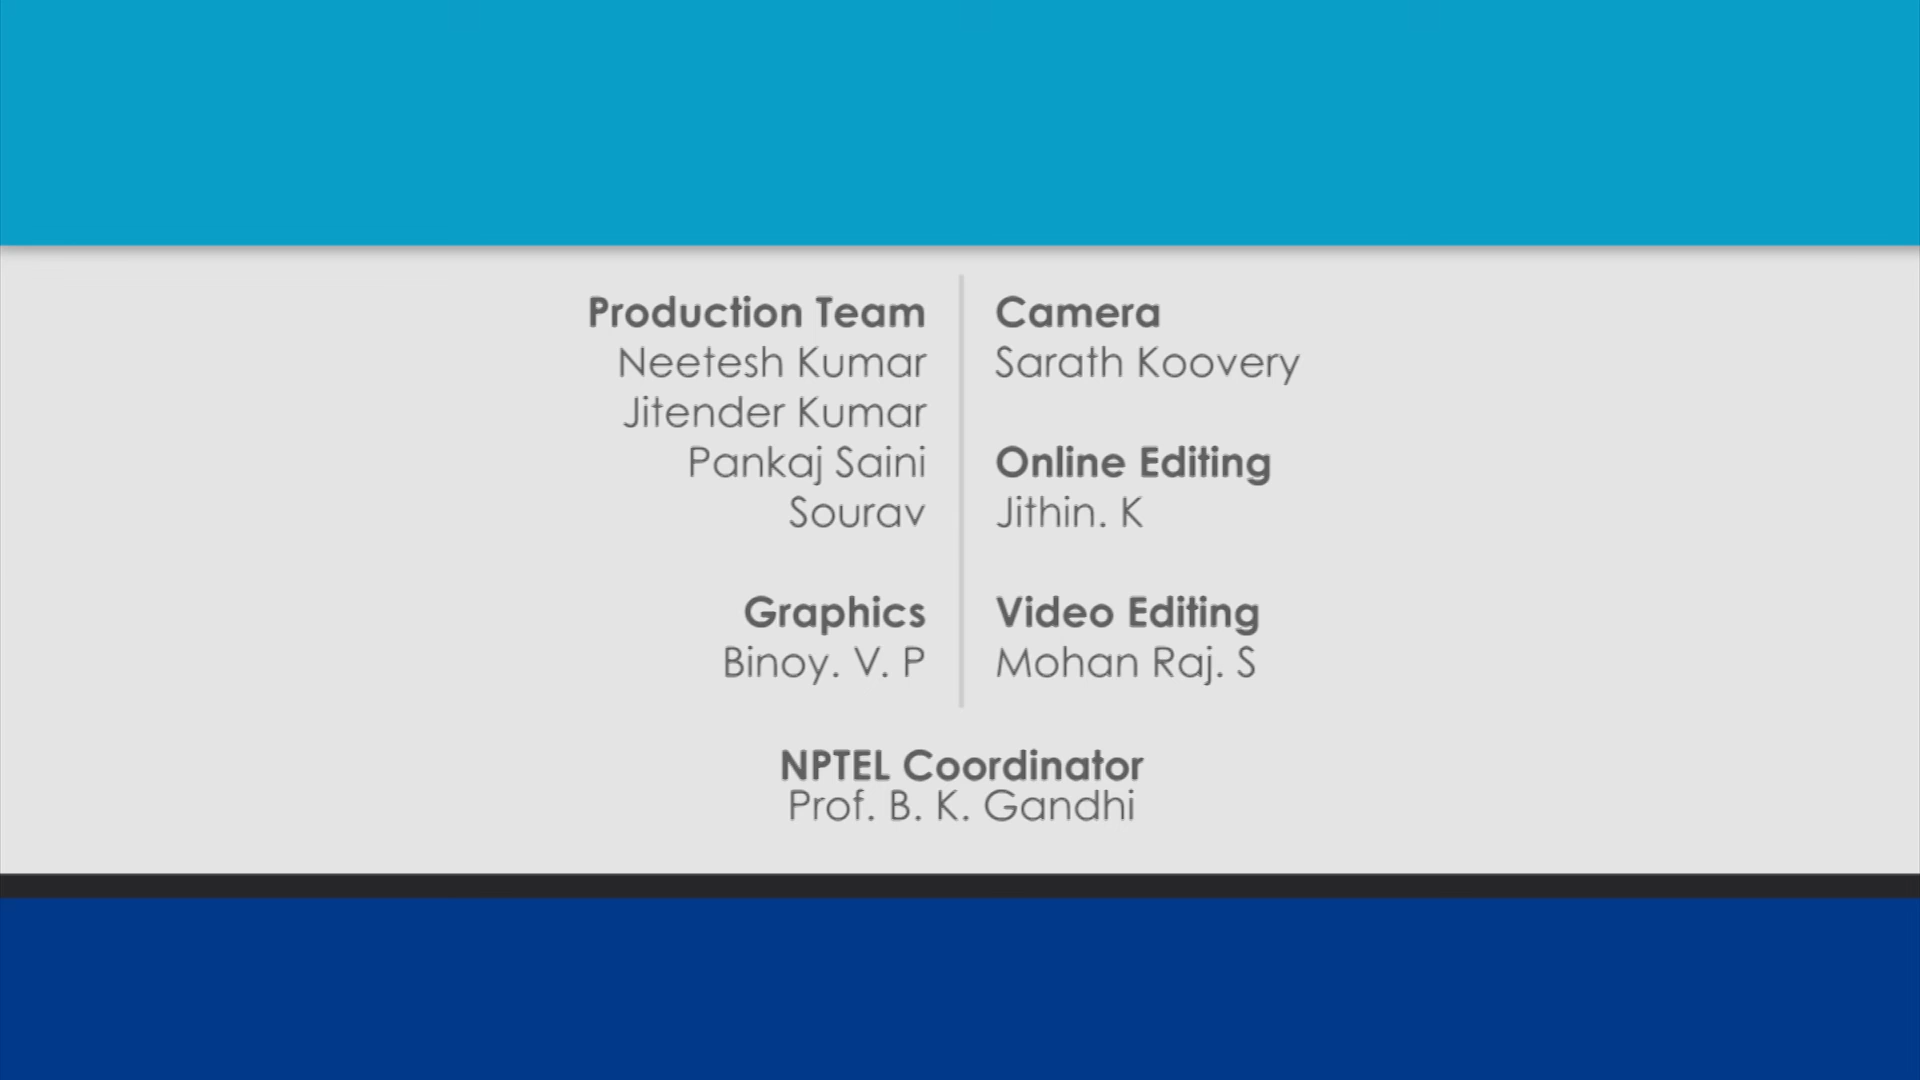 Production Team
Neetesh Kumar
Jitender Kumar
Pankaj Saini
Sourav
Graphics
Binoy. V. P
Camera
Sarath Koovery
Online Editing
Jithin. K
Video Editing
Mohan Raj. S
NPTEL Coordinator
Prof. B. K. Gandhi